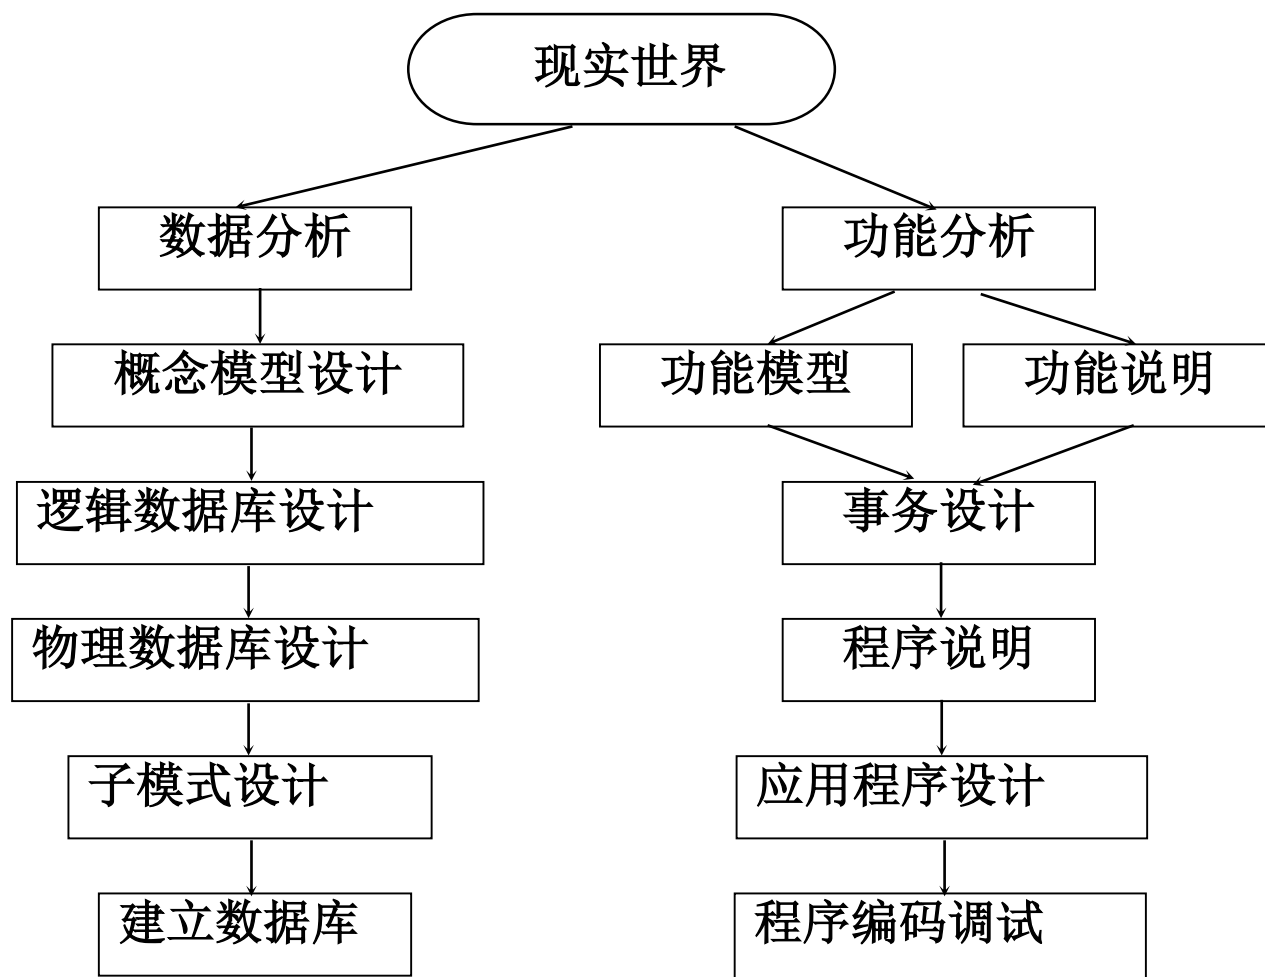 现实世界
数据分析
功能分析
概念模型设计
功能模型
功能说明
逻辑数据库设计
事务设计
物理数据库设计
程序说明
子模式设计
应用程序设计
建立数据库
程序编码调试